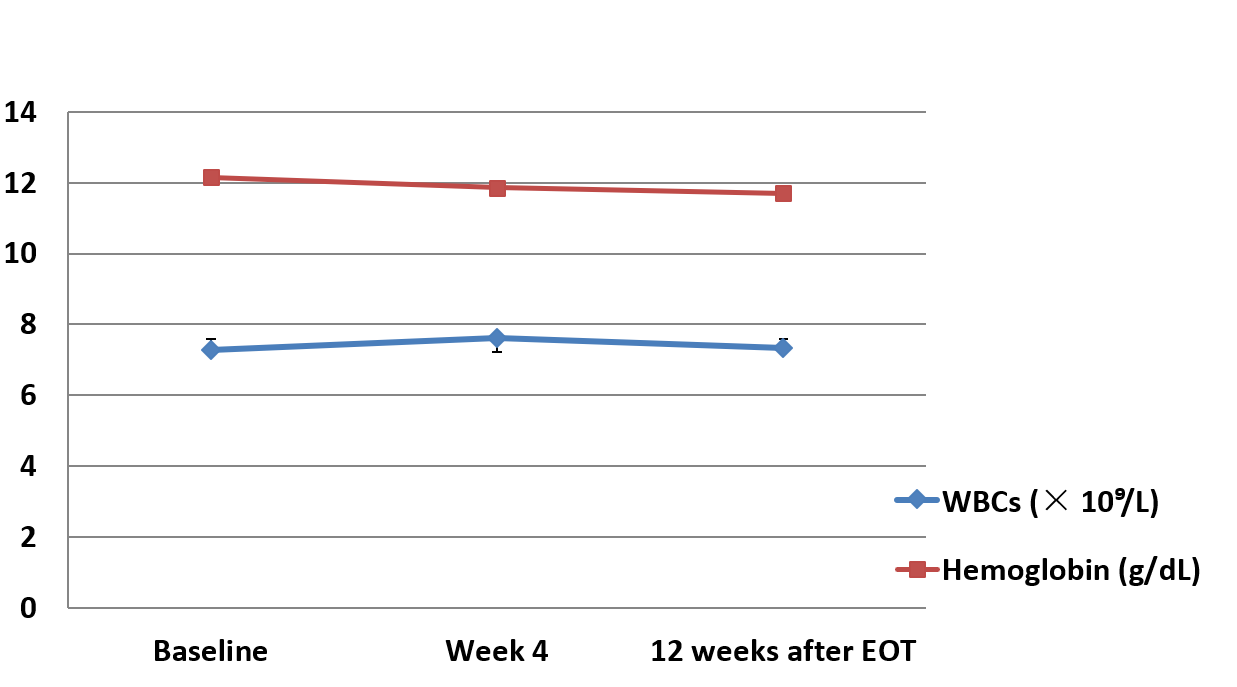 14
12
10
8
6
4
2
0
Baseline
Week 4
12 weeks after EOT
WBCs (× 10⁹/L)
Hemoglobin (g/dL)